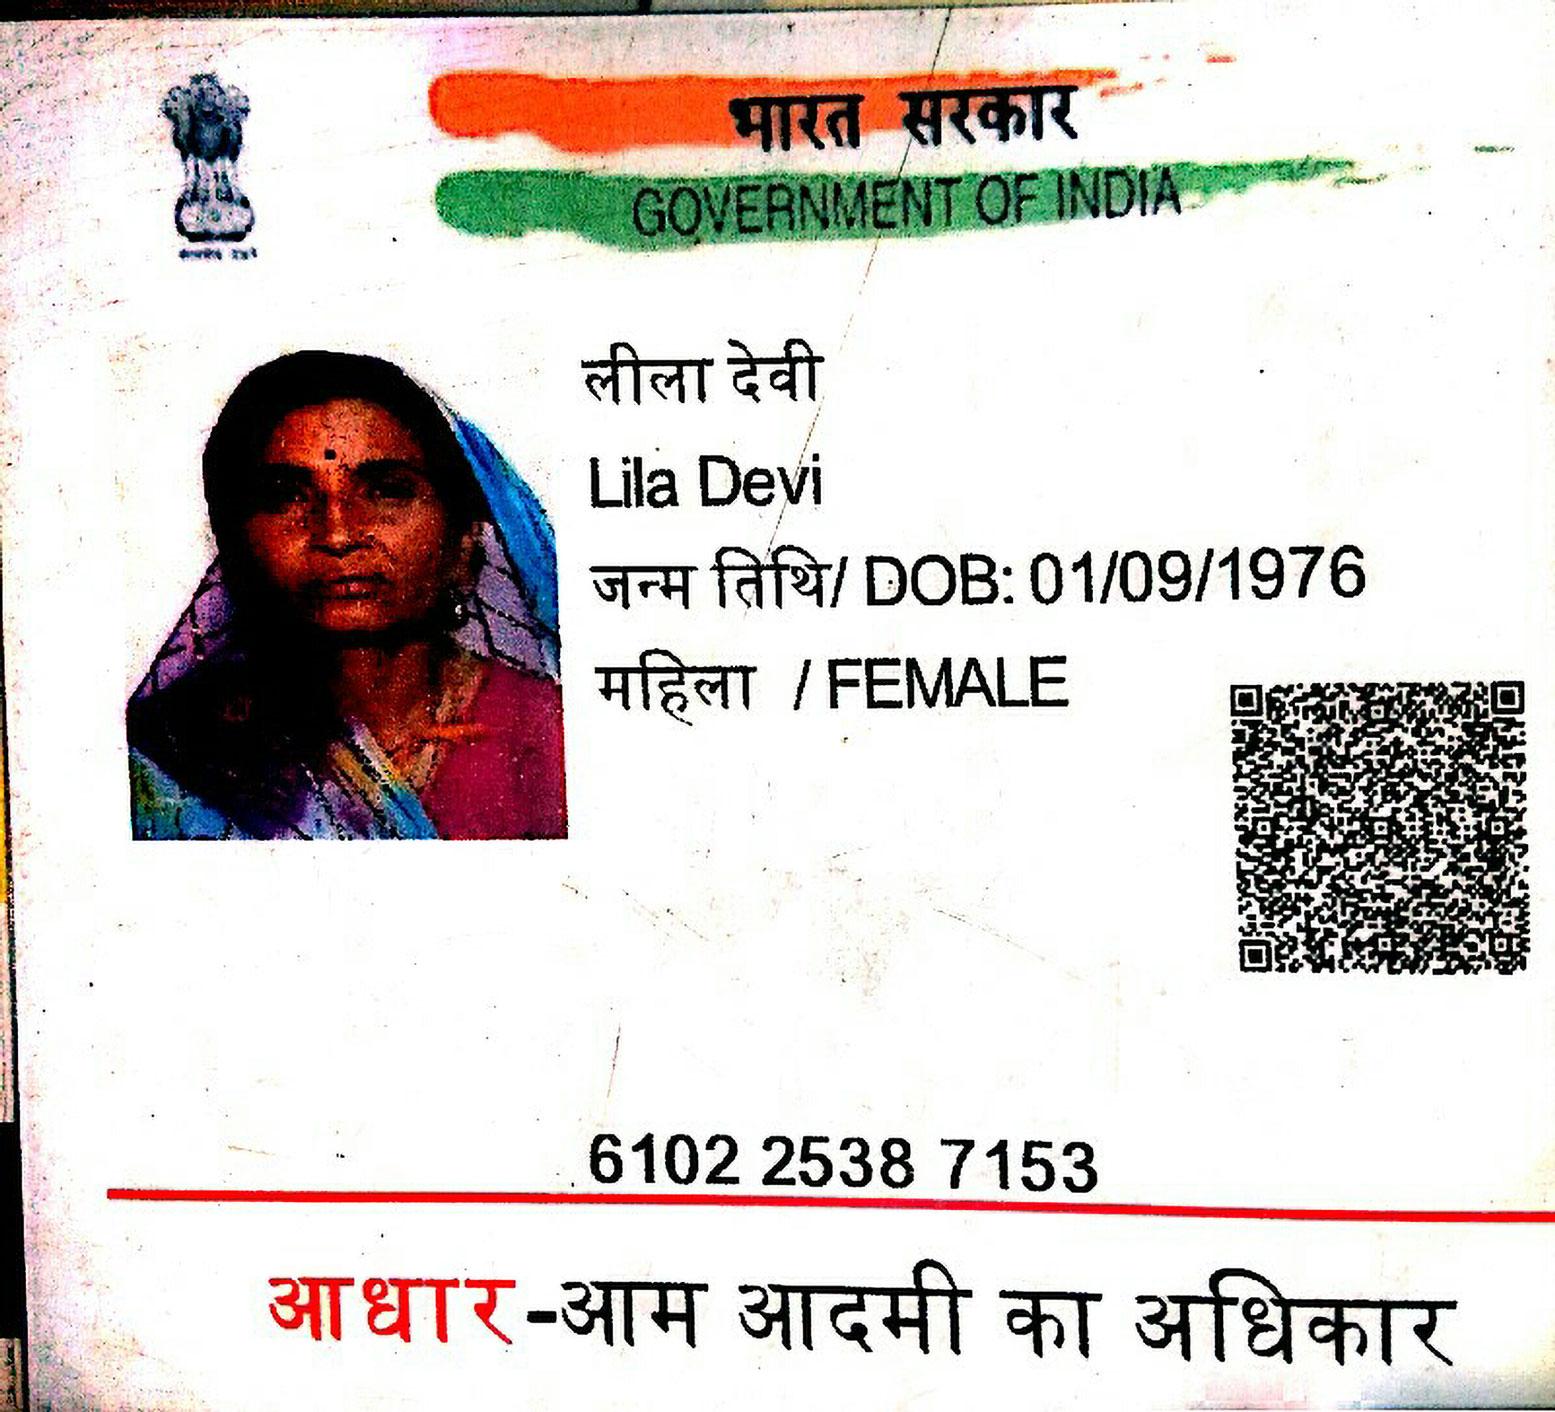 भारत सरकार
GOVERNMENT OF INDIA
लीला देवी
Lila Devi
जन्म तिथि/ DOB: 01/09/1976
महिला / FEMALE
6102 2538 7153
आधार-आम आदमी का अधिकार